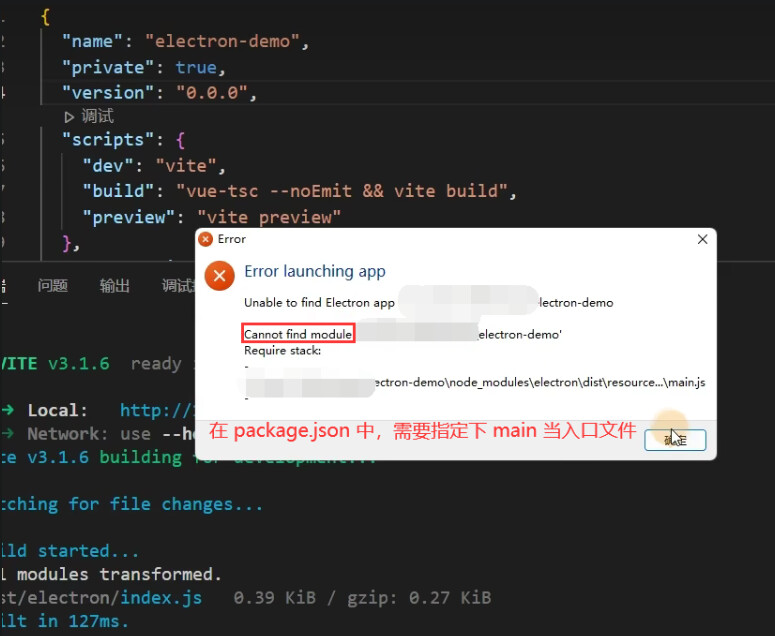 {
"name": "electron-demo",
"private": true,
"version": "0.0.0",
调试
"scripts": {
"dev": "vite",
"build": "vue-tsc --noEmit && vite build",
"preview": "vite preview"
},
问题 输出 调试
Error
Error launching app
Unable to find Electron app lectron-demo
Cannot find module electron-demo'
Require stack:
-
ectron-demo\node_modules\electron\dist\resource...\main.js
-
在 package.json 中，需要指定下 main 当入口文件
确定
VITE v3.1.6 ready
➜ Local: http://
➜ Network: use --h
te v3.1.6 building for development...
tching for file changes...
ild started...
1 modules transformed.
st/electron/index.js 0.39 KiB / gzip: 0.27 KiB
ilt in 127ms.